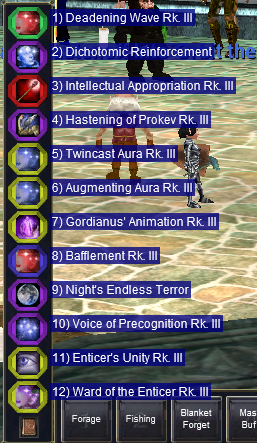 1) Deadening Wave Rk. III
2) Dichotomic Reinforcement
t the
3) Intellectual Appropriation Rk. III
4) Hastening of Prokev Rk. III
5) Twincast Aura Rk. III
6) Augmenting Aura Rk. III
7) Gordianus' Animation Rk. III
8) Bafflement Rk. III
9) Night's Endless Terror
10) Voice of Precognition Rk. III
11) Enticer's Unity Rk. III
12) Ward of the Enticer Rk. III
Forage
Fishing
Blanket
Forget
Mas
Buf